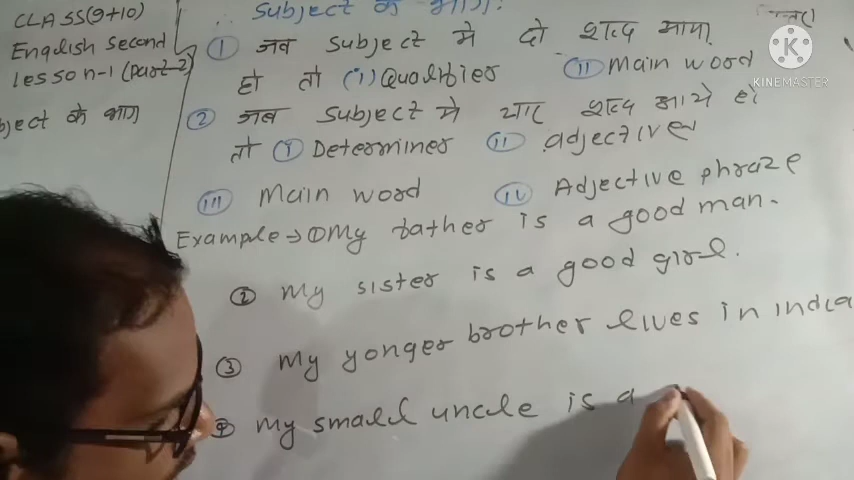 CLASS(9+10)
English second
lesson-1 (part-2)
bject के भाग
Subject के भाग:
① जब Subject मे दो शब्द आया
हो तो (i) Qualifier (ii) Main word
② जब Subject मे चार शब्द आये हो
तो (i) Determiner (ii) adjective
(iii) Main word (iv) Adjective phraze
Example → ① My father is a good man.
② My sister is a good girl.
③ My yonger brother lives in India
④ My small uncle is a
KINEMASTER